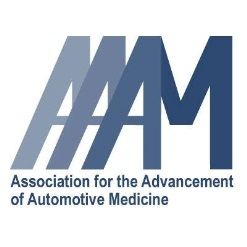 AAAM
Association for the Advancement
of Automotive Medicine